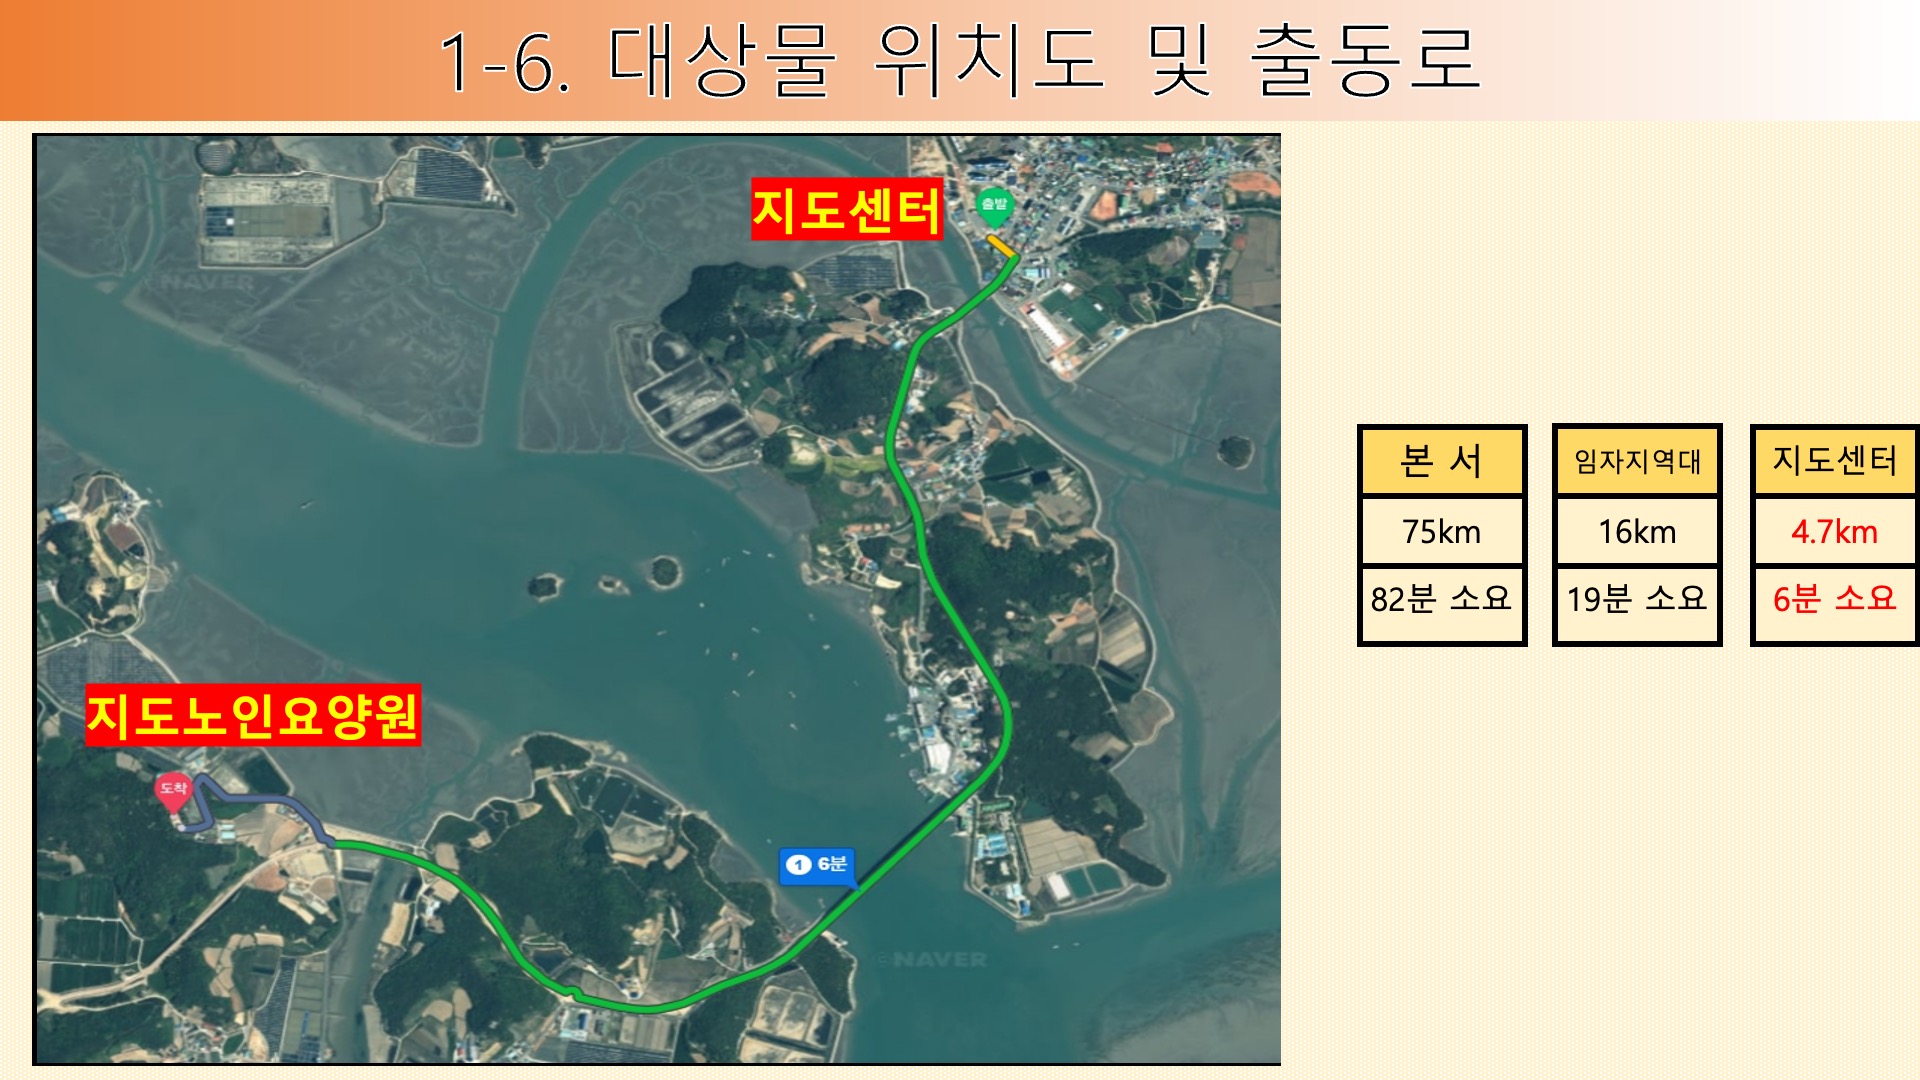 1-6. 대상물 위치도 및 출동로
지도센터
출발
NAVER
지도노인요양원
도착
1 6분
NAVER
본 서
75km
82분 소요
임자지역대
16km
19분 소요
지도센터
4.7km
6분 소요